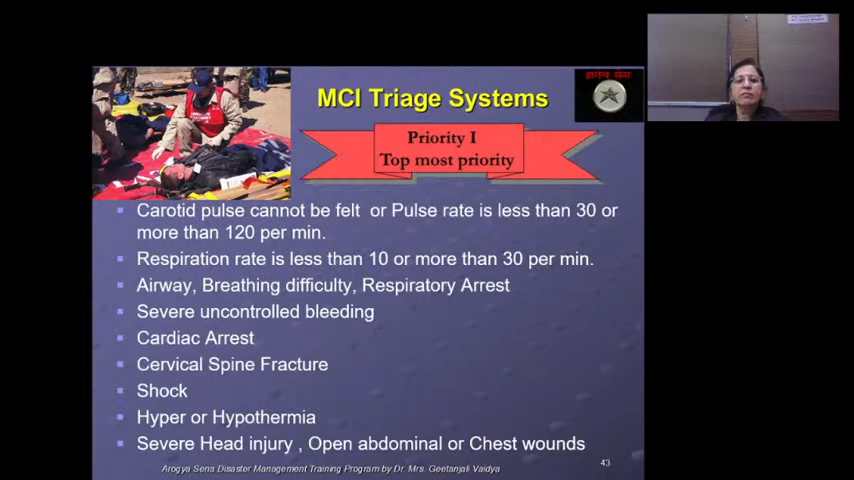 आरोग्य सेना
MCI Triage Systems
Priority I
Top most priority
Carotid pulse cannot be felt or Pulse rate is less than 30 or
more than 120 per min.
Respiration rate is less than 10 or more than 30 per min.
Airway, Breathing difficulty, Respiratory Arrest
Severe uncontrolled bleeding
Cardiac Arrest
Cervical Spine Fracture
Shock
Hyper or Hypothermia
Severe Head injury , Open abdominal or Chest wounds
Arogya Sena Disaster Management Training Program by Dr. Mrs. Geetanjali Vaidya
43